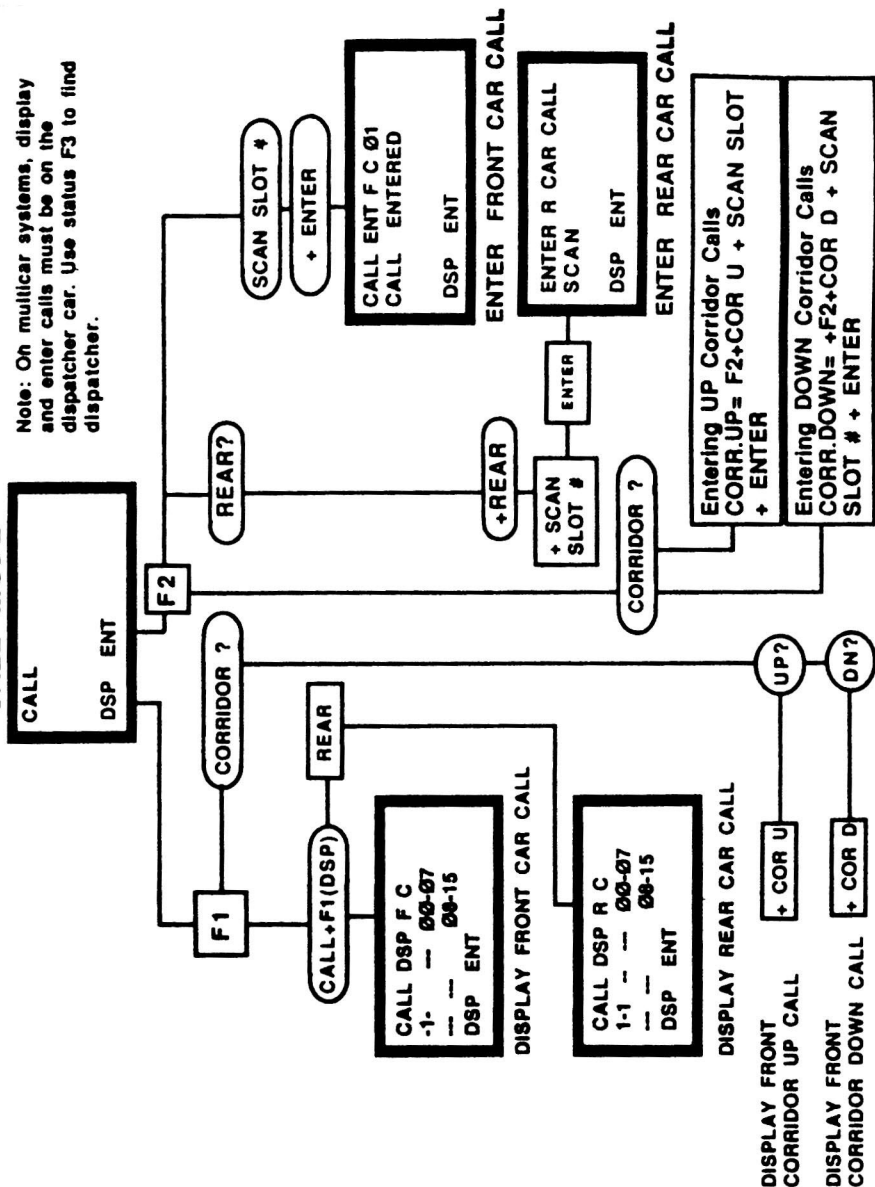 Note: On multicar systems, display
and enter calls must be on the
dispatcher car. Use status F3 to find
dispatcher.
CALL
DSP ENT
F1
F2
CORRIDOR ?
CALL+F1(DSP)
REAR
CALL DSP F C
-1- -- --- 00-07
--- --- 08-15
DSP ENT
DISPLAY FRONT CAR CALL
CALL DSP R C
1-1 -- --- 00-07
--- --- 08-15
DSP ENT
DISPLAY REAR CAR CALL
UP?
+ COR U
DISPLAY FRONT
CORRIDOR UP CALL
DN?
+ COR D
DISPLAY FRONT
CORRIDOR DOWN CALL
SCAN SLOT #
+ ENTER
CALL ENT F C Ø1
CALL ENTERED
DSP ENT
ENTER FRONT CAR CALL
REAR?
+REAR
+ SCAN
SLOT #
ENTER
ENTER R CAR CALL
SCAN
DSP ENT
ENTER REAR CAR CALL
CORRIDOR ?
Entering UP Corridor Calls
CORR.UP= F2+COR U + SCAN SLOT
+ ENTER
Entering DOWN Corridor Calls
CORR.DOWN= +F2+COR D + SCAN
SLOT # + ENTER